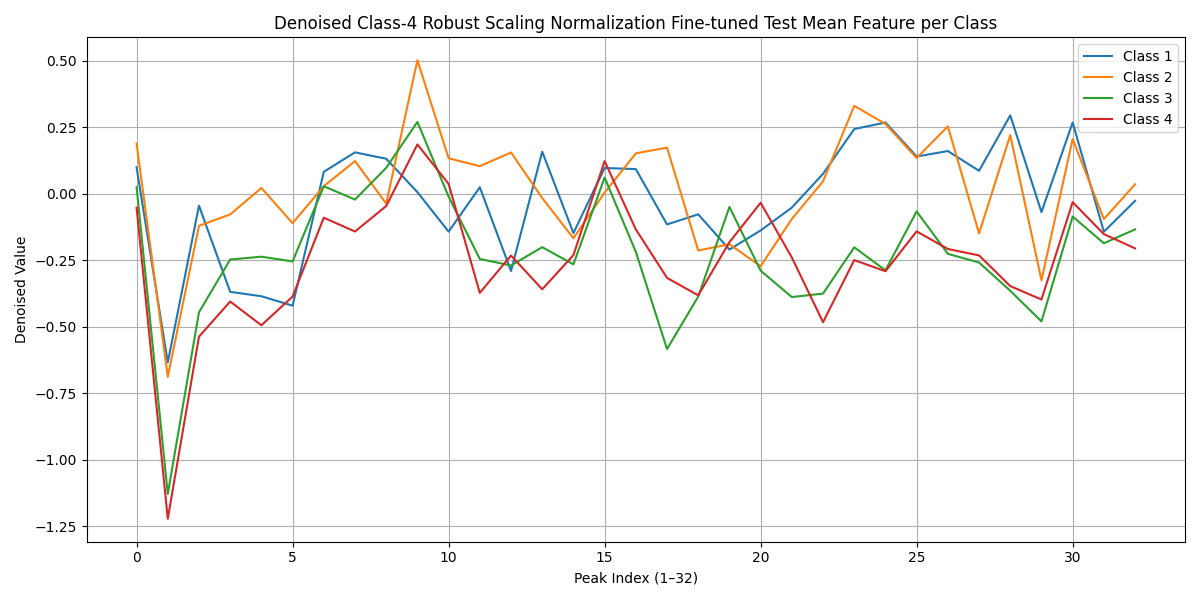 Denoised Class-4 Robust Scaling Normalization Fine-tuned Test Mean Feature per Class
Class 1
Class 2
Class 3
Class 4
Denoised Value
0.50
0.25
0.00
−0.25
−0.50
−0.75
−1.00
−1.25
0 5 10 15 20 25 30
Peak Index (1–32)